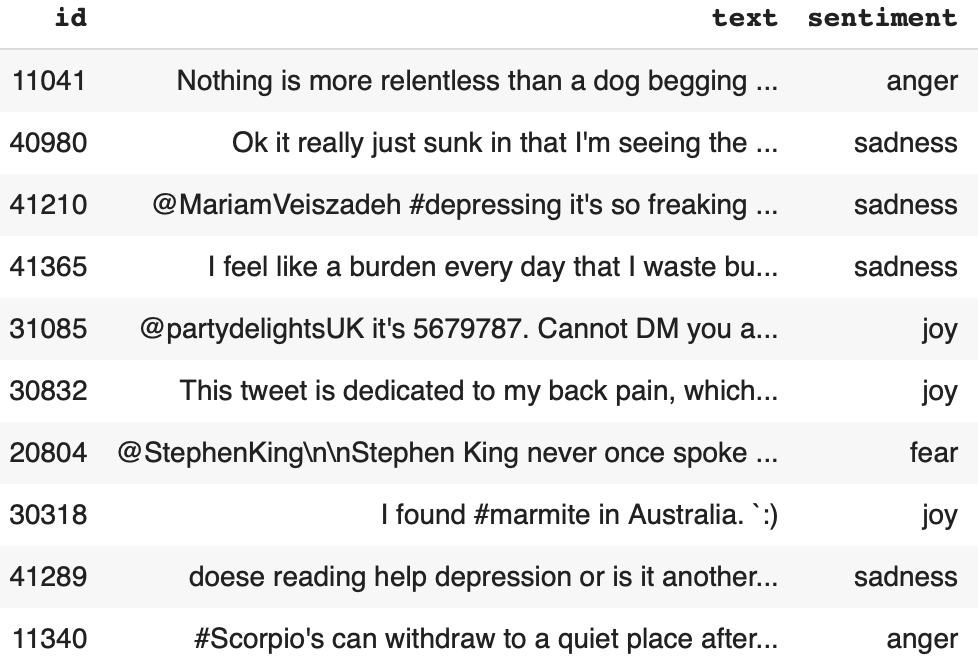 id text sentiment
11041 Nothing is more relentless than a dog begging ... anger
40980 Ok it really just sunk in that I'm seeing the ... sadness
41210 @MariamVeiszadeh #depressing it's so freaking ... sadness
41365 I feel like a burden every day that I waste bu... sadness
31085 @partydelightsUK it's 5679787. Cannot DM you a... joy
30832 This tweet is dedicated to my back pain, which... joy
20804 @StephenKing\n\nStephen King never once spoke ... fear
30318 I found #marmite in Australia. `:) joy
41289 doese reading help depression or is it another... sadness
11340 #Scorpio's can withdraw to a quiet place after... anger